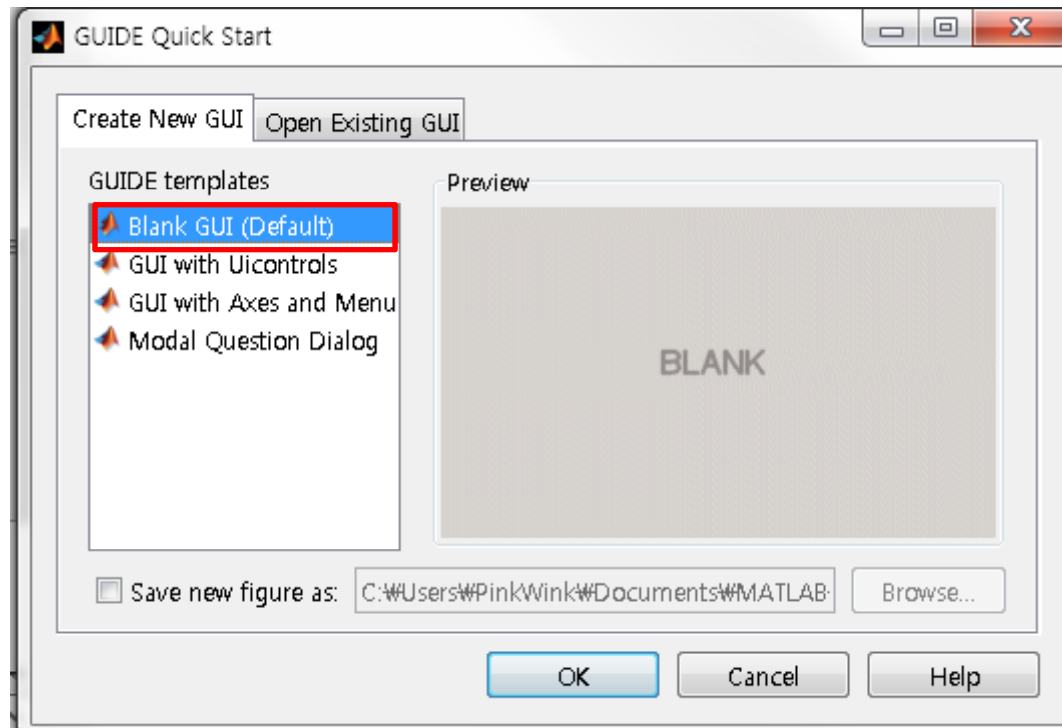 GUIDE Quick Start
Create New GUI
Open Existing GUI
GUIDE templates
Blank GUI (Default)
GUI with Uicontrols
GUI with Axes and Menu
Modal Question Dialog
Preview
BLANK
Save new figure as:
C:₩Users₩PinkWink₩Documents₩MATLAB
Browse...
OK
Cancel
Help